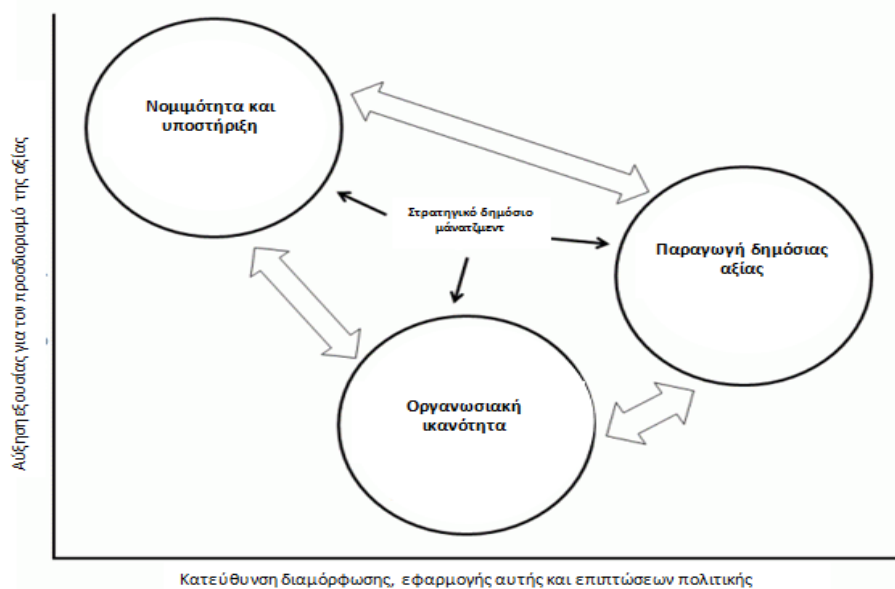 Αύξηση εξουσίας για τον προσδιορισμό της αξίας
Νομιμότητα και
υποστήριξη
Στρατηγικό δημόσιο
μάνατζμεντ
Παραγωγή δημόσιας
αξίας
Οργανωσιακή
ικανότητα
Κατεύθυνση διαμόρφωσης, εφαρμογής αυτής και επιπτώσεων πολιτικής